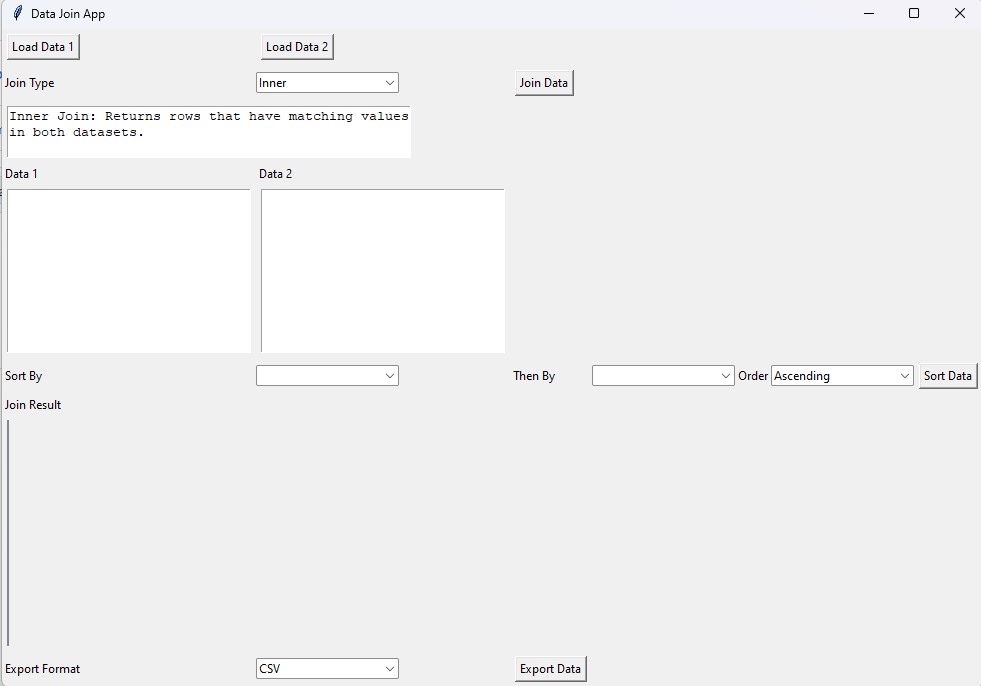 Data Join App
Load Data 1 Load Data 2
Join Type Inner Join Data
Inner Join: Returns rows that have matching values
in both datasets.
Data 1 Data 2
Sort By Then By Order Ascending Sort Data
Join Result
Export Format CSV Export Data